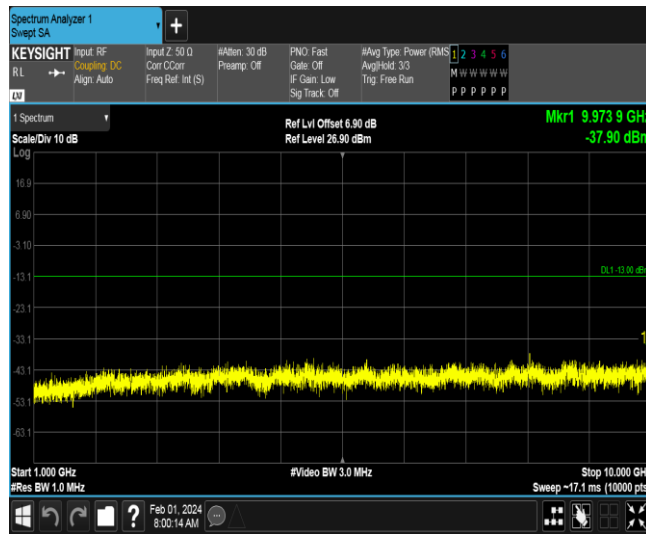 Spectrum Analyzer 1
Swept SA
KEYSIGHT
RL
LXI
Input: RF
Coupling: DC
Align: Auto
Input Z: 50 Ω
Corr CCorr
Freq Ref: Int (S)
#Atten: 30 dB
Preamp: Off
PNO: Fast
Gate: Off
IF Gain: Low
Sig Track: Off
#Avg Type: Power (RMS
Avg|Hold: 3/3
Trig: Free Run
1 2 3 4 5 6
M W W W W W
P P P P P P
1 Spectrum
Scale/Div 10 dB
Log
Ref Lvl Offset 6.90 dB
Ref Level 26.90 dBm
Mkr1 9.973 9 GHz
-37.90 dBm
16.9
6.90
-3.10
-13.1
DL1 -13.00 dBm
-23.1
-33.1
1
-43.1
-53.1
-63.1
Start 1.000 GHz
#Video BW 3.0 MHz
Stop 10.000 GHz
#Res BW 1.0 MHz
Sweep ~17.1 ms (10000 pts
?
Feb 01, 2024
8:00:14 AM